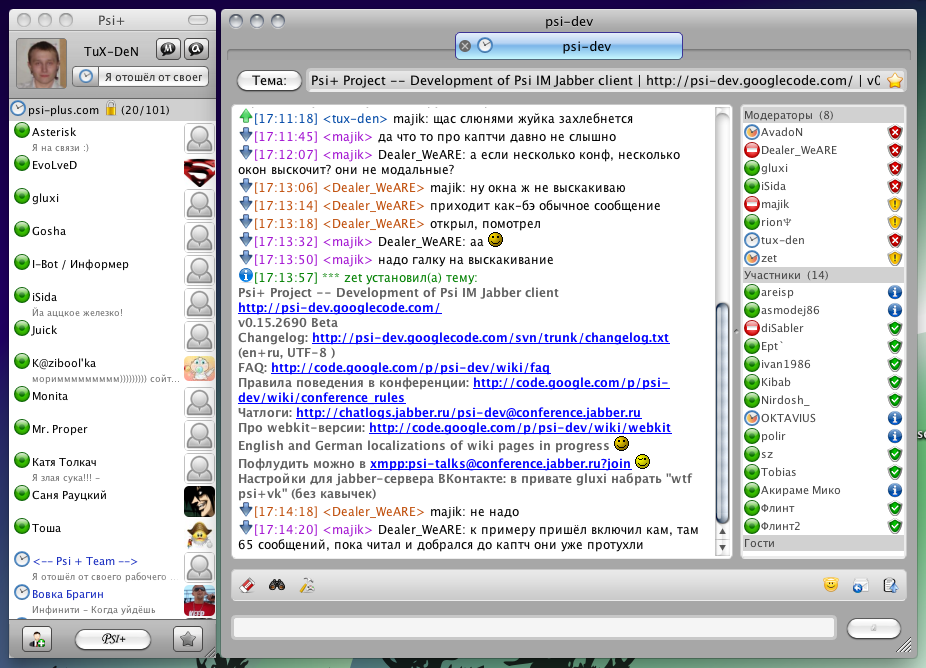 Psi+
TuX-DeN
Я отошёл от своег
psi-plus.com (20/101)
Asterisk
Я на связи :)
EvoLveD
gluxi
Gosha
I-Bot / Информер
iSida
Йа аццкое железко!
Juick
K@zibool'ka
моримммммммммм))))))))) сойт...
Monita
Mr. Proper
Катя Толкач
Я злая сука!!! –
Саня Рауцкий
Тоша
<-- Psi + Team -->
Я отошёл от своего рабочего ...
Вовка Брагин
Инфинити - Когда уйдёшь
PSI+
psi-dev
psi-dev
Тема:
Psi+ Project -- Development of Psi IM Jabber client | http://psi-dev.googlecode.com/ | v0
[17:11:18] <tux-den> majik: щас слюнями жуйка захлебнется
[17:11:45] <majik> да что то про каптчи давно не слышно
[17:12:07] <majik> Dealer_WeARE: а если несколько конф, несколько
окон выскочит? они не модальные?
[17:13:06] <Dealer_WeARE> majik: ну окна ж не выскакиваю
[17:13:14] <Dealer_WeARE> приходит как-бэ обычное сообщение
[17:13:18] <Dealer_WeARE> открыл, помотрел
[17:13:32] <majik> Dealer_WeARE: аа
[17:13:50] <majik> надо галку на выскакивание
[17:13:57] *** zet установил(а) тему:
Psi+ Project -- Development of Psi IM Jabber client
http://psi-dev.googlecode.com/
v0.15.2690 Beta
Changelog: http://psi-dev.googlecode.com/svn/trunk/changelog.txt
(en+ru, UTF-8 )
FAQ: http://code.google.com/p/psi-dev/wiki/faq
Правила поведения в конференции: http://code.google.com/p/psi-
dev/wiki/conference_rules
Чатлоги: http://chatlogs.jabber.ru/psi-dev@conference.jabber.ru
Про webkit-версии: http://code.google.com/p/psi-dev/wiki/webkit
English and German localizations of wiki pages in progress
Пофлудить можно в xmpp:psi-talks@conference.jabber.ru?join
Настройки для jabber-сервера ВКонтакте: в привате gluxi набрать "wtf
psi+vk" (без кавычек)
[17:14:18] <Dealer_WeARE> majik: не надо
[17:14:20] <majik> Dealer_WeARE: к примеру пришёл включил кам, там
65 сообщений, пока читал и добрался до каптч они уже протухли
Модераторы (8)
AvadoN
Dealer_WeARE
gluxi
iSida
majik
rionΨ
tux-den
zet
Участники (14)
areisp
asmodej86
diSabler
Ept`
ivan1986
Kibab
Nirdosh_
OKTAVIUS
polir
sz
Tobias
Акираме Мико
Флинт
Флинт2
Гости